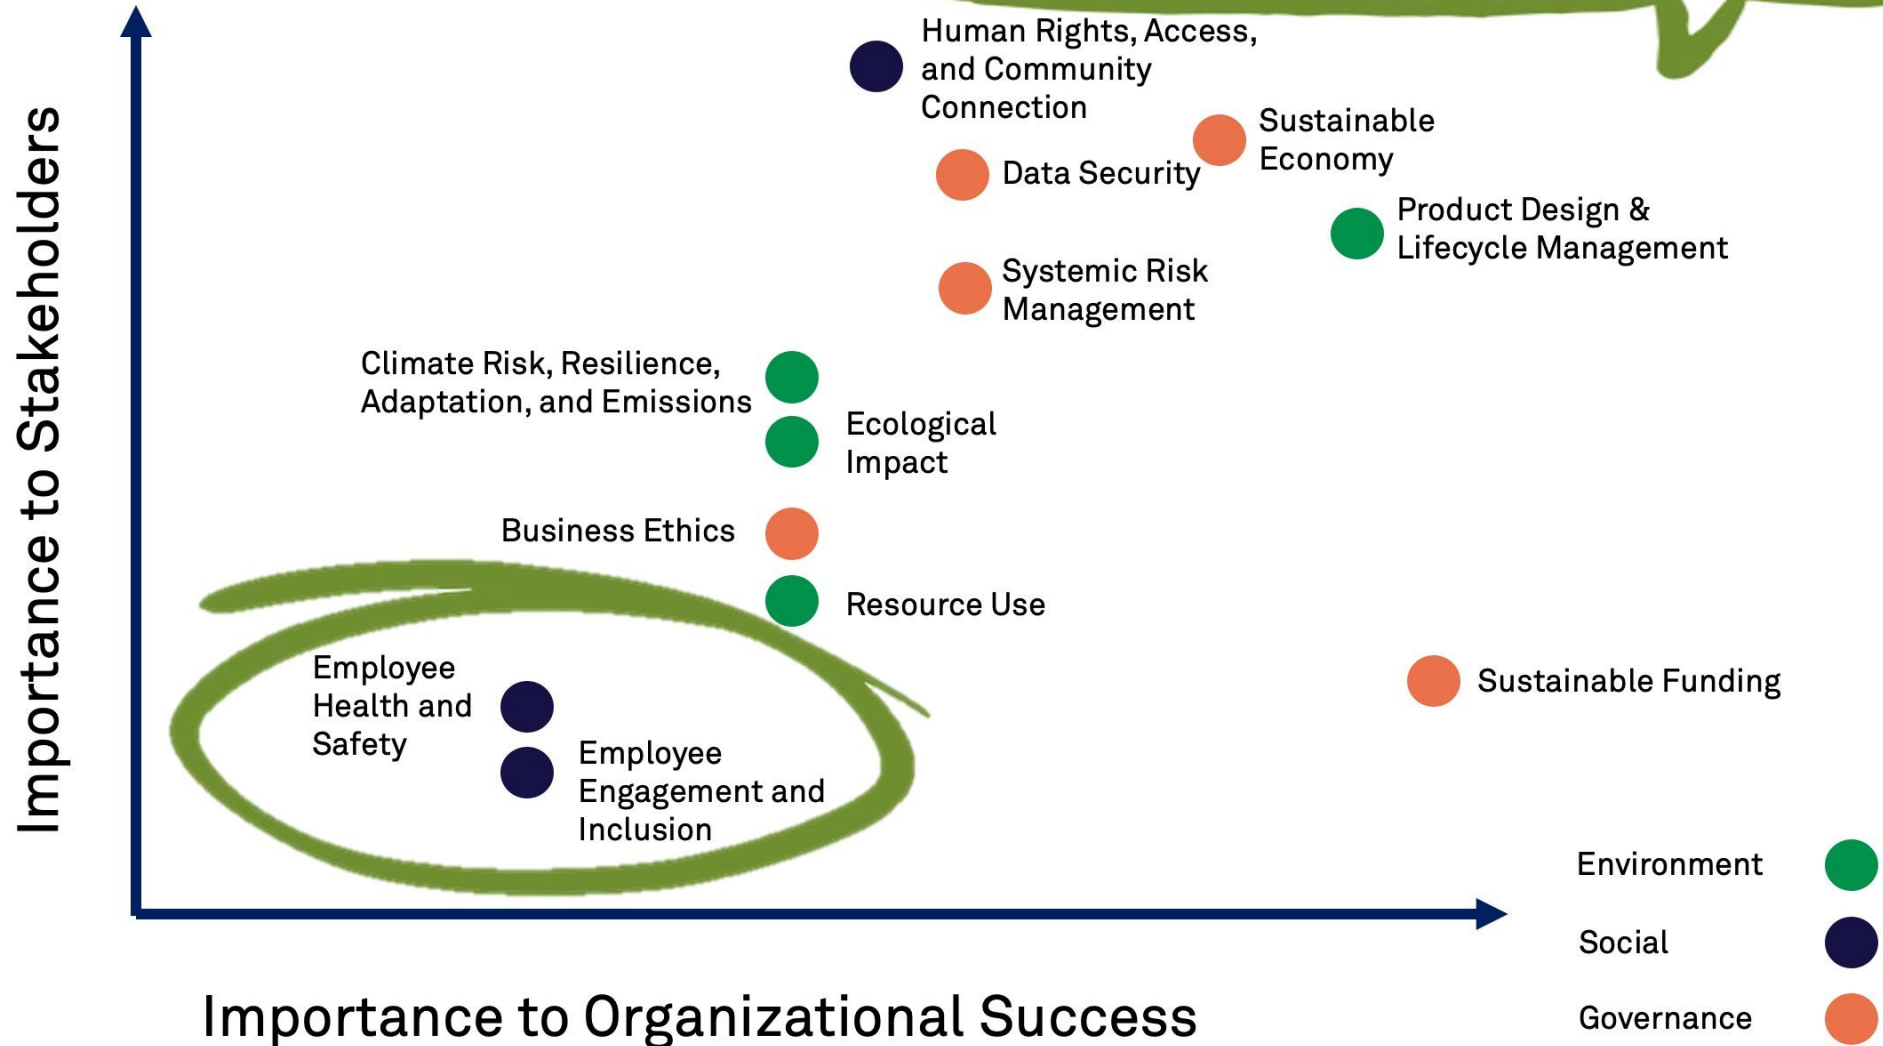 Importance to Stakeholders
Human Rights, Access,
and Community
Connection
Sustainable
Economy
Data Security
Product Design &
Lifecycle Management
Systemic Risk
Management
Climate Risk, Resilience,
Adaptation, and Emissions
Ecological
Impact
Business Ethics
Resource Use
Employee
Health and
Safety
Sustainable Funding
Employee
Engagement and
Inclusion
Environment
Social
Governance
Importance to Organizational Success